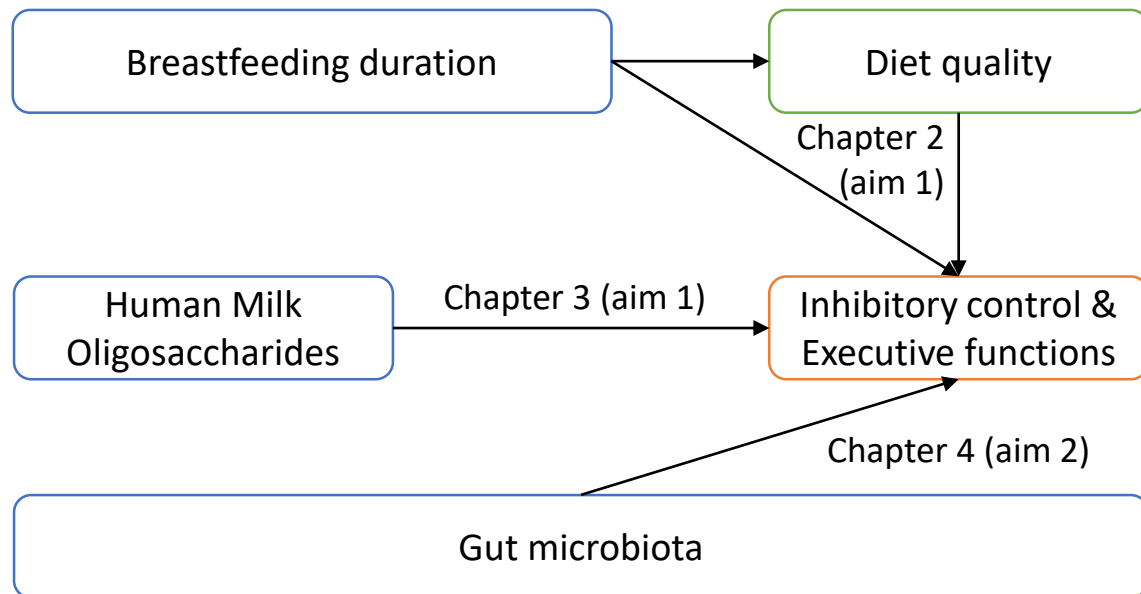 Breastfeeding duration
Diet quality
Chapter 2
(aim 1)
Human Milk
Oligosaccharides
Chapter 3 (aim 1)
Inhibitory control &
Executive functions
Chapter 4 (aim 2)
Gut microbiota